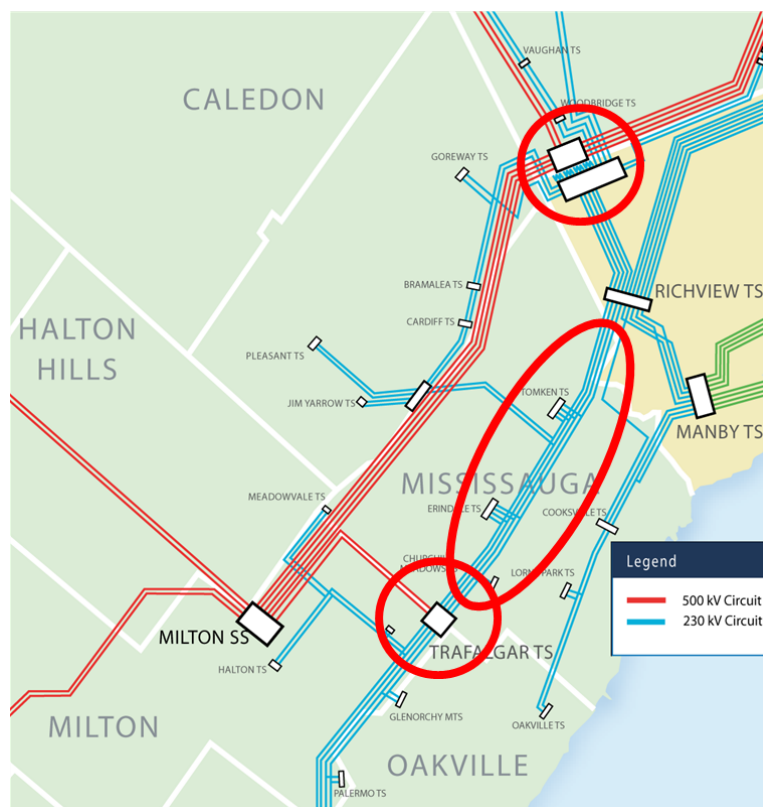 VAUGHAN TS
CALEDON
WOODBRIDGE TS
GOREWAY TS
BRAMALEA TS
RICHVIEW TS
CARDIFF TS
HALTON
HILLS
PLEASANT TS
TOMKEN TS
JIM YARROW TS
MANBY TS
MISSISSAUGA
MEADOWVALE TS
ERINDALE TS
COOKSVILLE TS
Legend
CHURCHILL
MEADOWS TS
LORNE PARK TS
500 kV Circuit
230 kV Circuit
MILTON SS
TRAFALGAR TS
HALTON TS
GLENORCHY MTS
OAKVILLE TS
MILTON
OAKVILLE
PALERMO TS